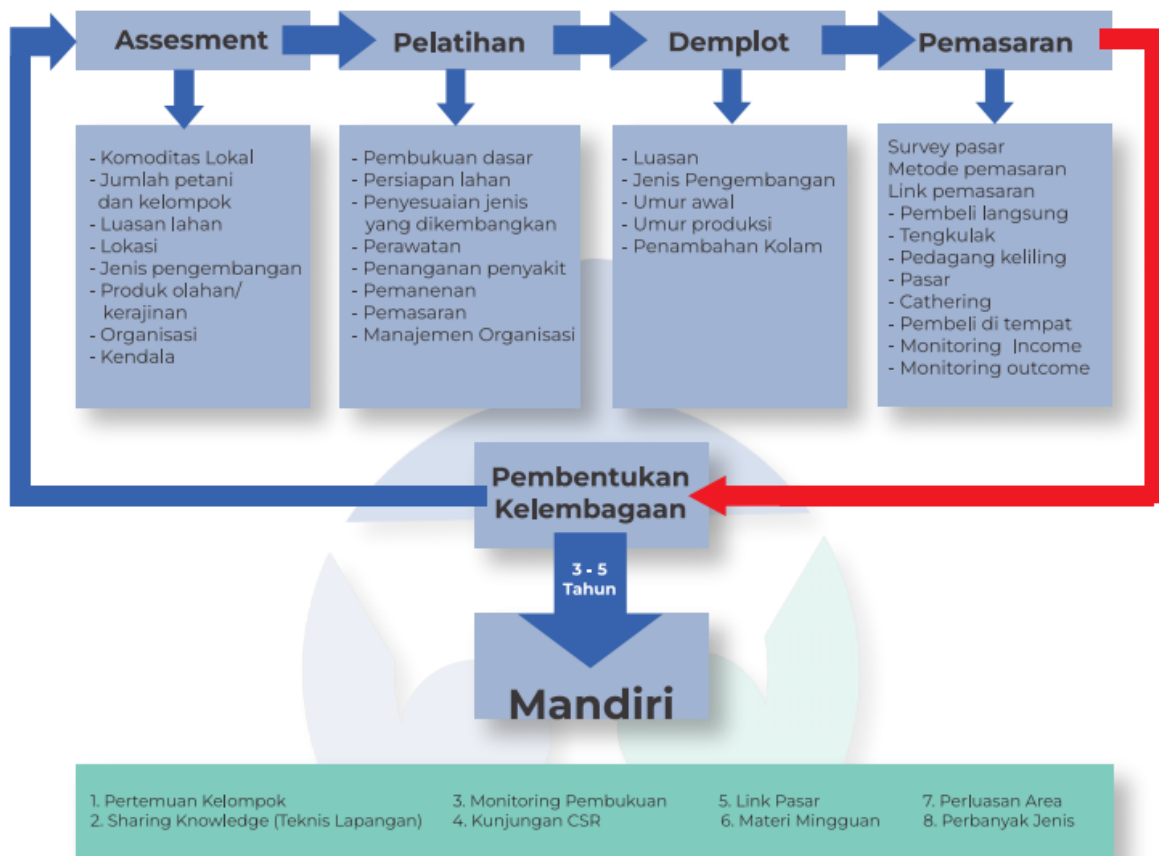 Assesment
Pelatihan
Demplot
Pemasaran
- Komoditas Lokal
- Jumlah petani
dan kelompok
- Luasan lahan
- Lokasi
- Jenis pengembangan
- Produk olahan/
kerajinan
- Organisasi
- Kendala
- Pembukuan dasar
- Persiapan lahan
- Penyesuaian jenis
yang dikembangkan
- Perawatan
- Penanganan penyakit
- Pemanenan
- Pemasaran
- Manajemen Organisasi
- Luasan
- Jenis Pengembangan
- Umur awal
- Umur produksi
- Penambahan Kolam
Survey pasar
Metode pemasaran
Link pemasaran
- Pembeli langsung
- Tengkulak
- Pedagang keliling
- Pasar
- Cathering
- Pembeli di tempat
- Monitoring Income
- Monitoring outcome
Pembentukan
Kelembagaan
3 - 5
Tahun
Mandiri
1. Pertemuan Kelompok
2. Sharing Knowledge (Teknis Lapangan)
3. Monitoring Pembukuan
4. Kunjungan CSR
5. Link Pasar
6. Materi Mingguan
7. Perluasan Area
8. Perbanyak Jenis